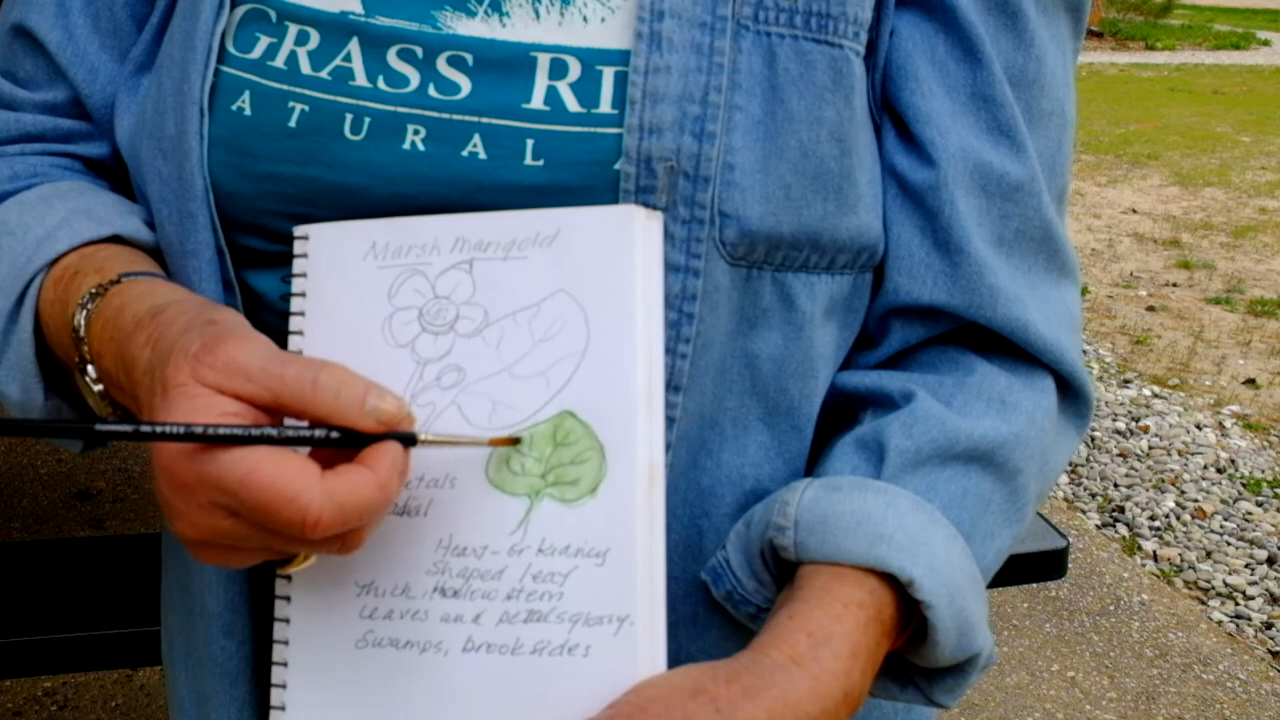 GRASS RI
ATURAL
Marsh Marigold
etals
adial
Heart-or kidney
Shaped leaf
Thick, Hollow stem
Leaves and petals glossy.
Swamps, brooksides